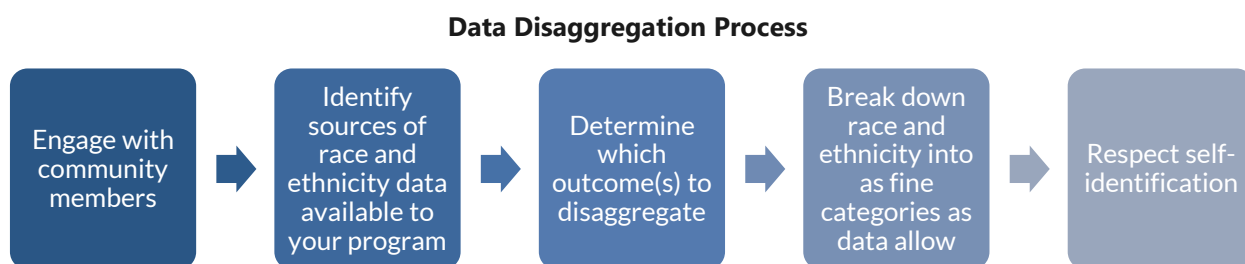 Data Disaggregation Process
Engage with
community
members
Identify
sources of
race and
ethnicity data
available to
your program
Determine
which
outcome(s) to
disaggregate
Break down
race and
ethnicity into
as fine
categories as
data allow
Respect self-
identification